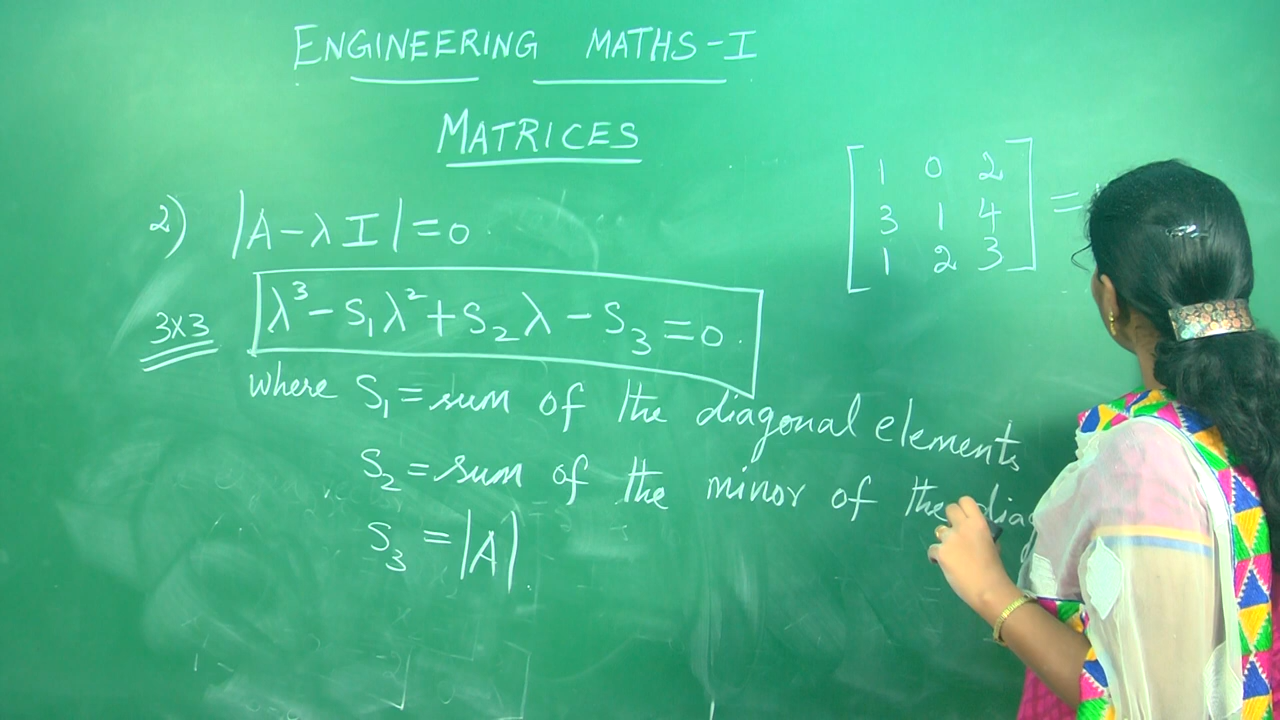 ENGINEERING MATHS-I
MATRICES
2) |A-λI|=0.
3x3 λ³-S₁λ²+S₂λ-S₃=0.
where S₁=sum of the diagonal elements
S₂=sum of the minor of the
S₃=|A|.
1 0 2
3 1 4 =
1 2 3